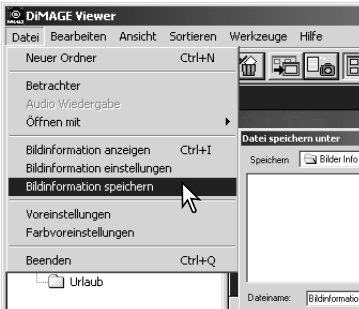 DiMAGE Viewer
Datei Bearbeiten Ansicht Sortieren Werkzeuge Hilfe
Neuer Ordner Ctrl+N
Betrachter
Audio Wiedergabe
Öffnen mit
Bildinformation anzeigen Ctrl+I
Bildinformation einstellungen
Bildinformation speichern
Voreinstellungen
Farbvoreinstellungen
Beenden Ctrl+Q
Urlaub
Datei speichern unter
Speichern Bilder Info
Dateiname: Bildinformatio